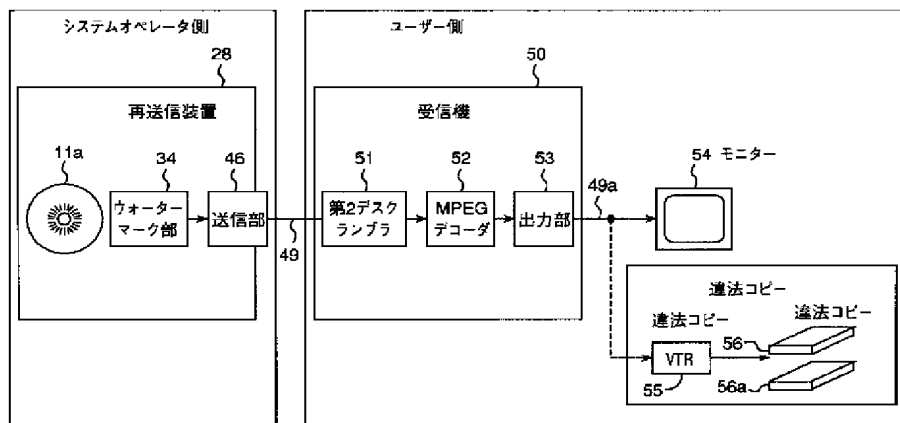 システムオペレータ側
ユーザー側
28
50
再送信装置
受信機
11a
34
46
51
52
53
54 モニター
ウォーター
マーク部
送信部
49
第2デスク
ランブラ
MPEG
デコーダ
出力部
49a
違法コピー
違法コピー
違法コピー
VTR
55
56
56a